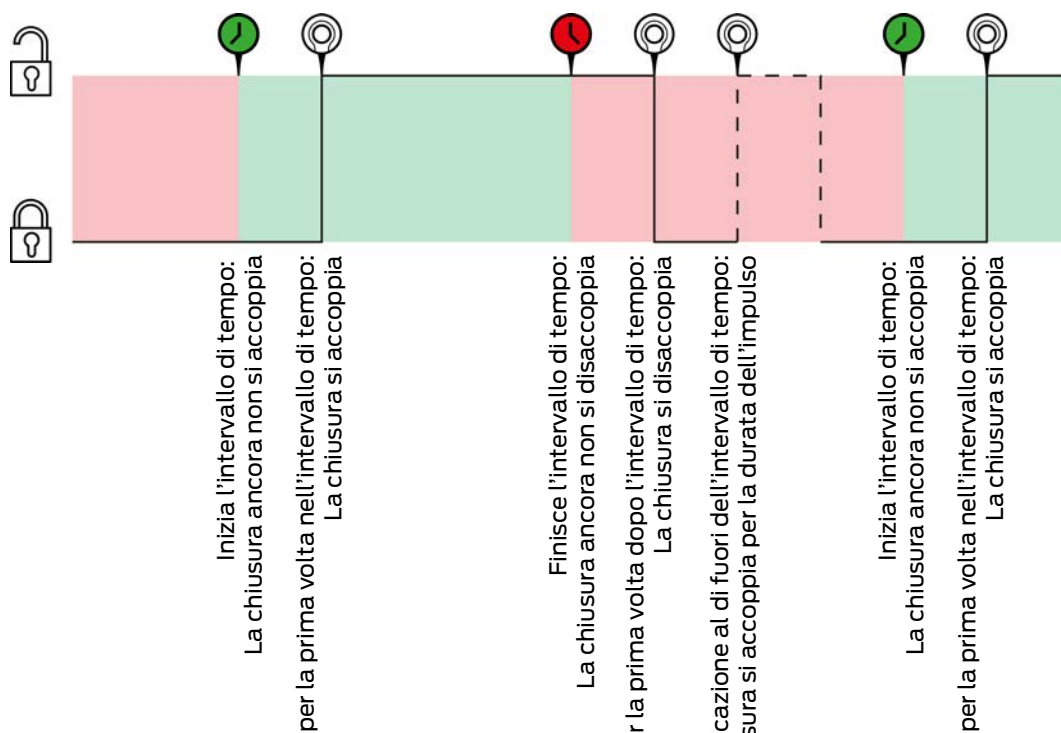 Inizia l'intervallo di tempo:
La chiusura ancora non si accoppia
per la prima volta nell'intervallo di tempo:
La chiusura si accoppia
Finisce l'intervallo di tempo:
La chiusura ancora non si disaccoppia
r la prima volta dopo l'intervallo di tempo:
La chiusura si disaccoppia
cazione al di fuori dell'intervallo di tempo:
sura si accoppia per la durata dell'impulso
Inizia l'intervallo di tempo:
La chiusura ancora non si accoppia
per la prima volta nell'intervallo di tempo:
La chiusura si accoppia